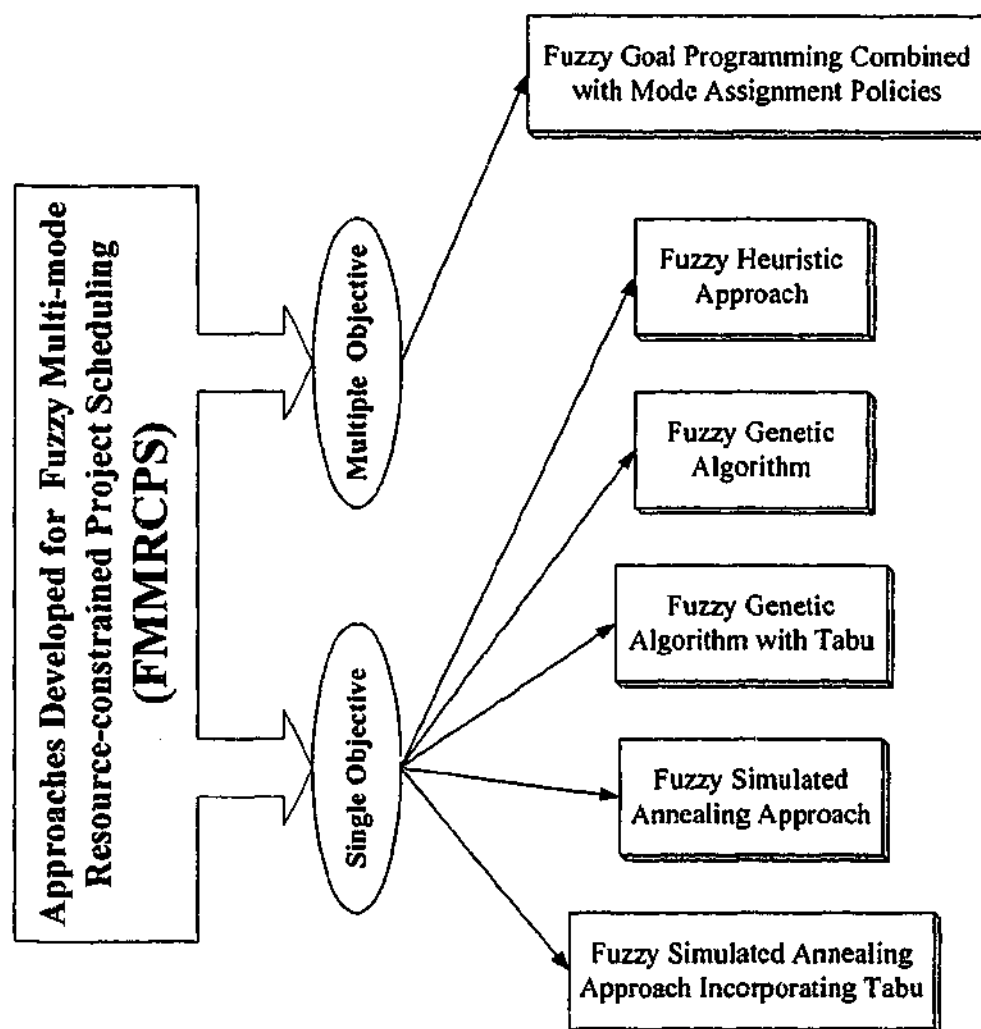 Approaches Developed for Fuzzy Multi-mode
Resource-constrained Project Scheduling
(FMMRCPS)
Multiple Objective
Single Objective
Fuzzy Goal Programming Combined
with Mode Assignment Policies
Fuzzy Heuristic
Approach
Fuzzy Genetic
Algorithm
Fuzzy Genetic
Algorithm with Tabu
Fuzzy Simulated
Annealing Approach
Fuzzy Simulated Annealing
Approach Incorporating Tabu